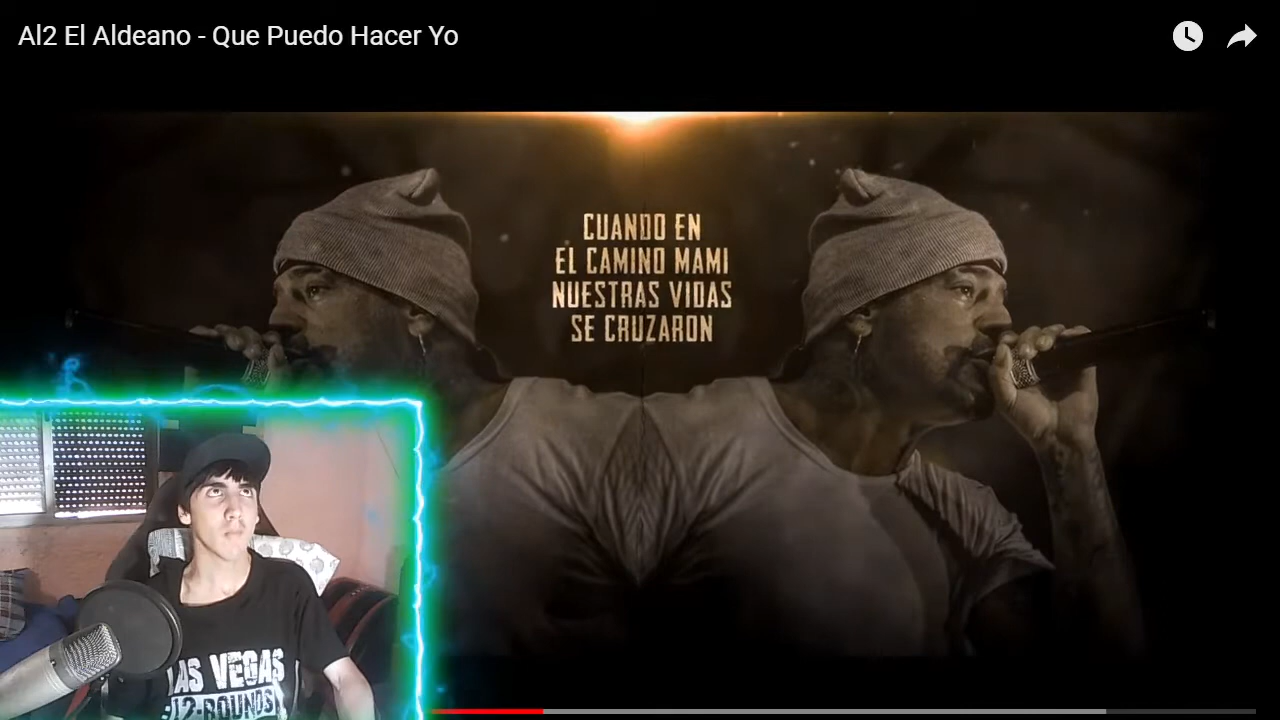 Al2 El Aldeano - Que Puedo Hacer Yo
CUANDO EN
EL CAMINO MAMI
NUESTRAS VIDAS
SE CRUZARON
LAS VEGAS
12-ROUNDS